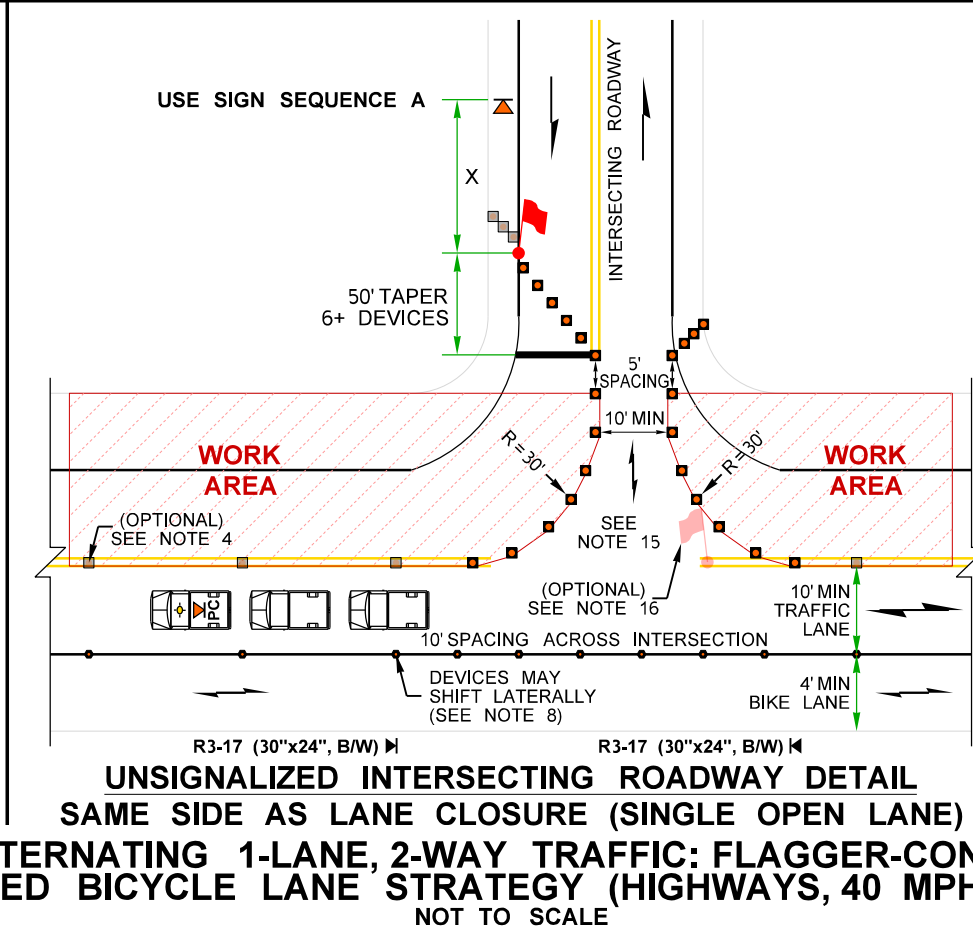 USE SIGN SEQUENCE A
INTERSECTING ROADWAY
X
50' TAPER
6+ DEVICES
5'
SPACING
10' MIN
R=30'
R=30'
WORK
AREA
WORK
AREA
(OPTIONAL)
SEE NOTE 4
SEE
NOTE 15
(OPTIONAL)
SEE NOTE 16
10' MIN
TRAFFIC
LANE
PC
10' SPACING ACROSS INTERSECTION
DEVICES MAY
SHIFT LATERALLY
(SEE NOTE 8)
4' MIN
BIKE LANE
R3-17 (30"x24", B/W)
R3-17 (30"x24", B/W)
UNSIGNALIZED INTERSECTING ROADWAY DETAIL
SAME SIDE AS LANE CLOSURE (SINGLE OPEN LANE)
TERNATING 1-LANE, 2-WAY TRAFFIC: FLAGGER-CON
ED BICYCLE LANE STRATEGY (HIGHWAYS, 40 MPH
NOT TO SCALE